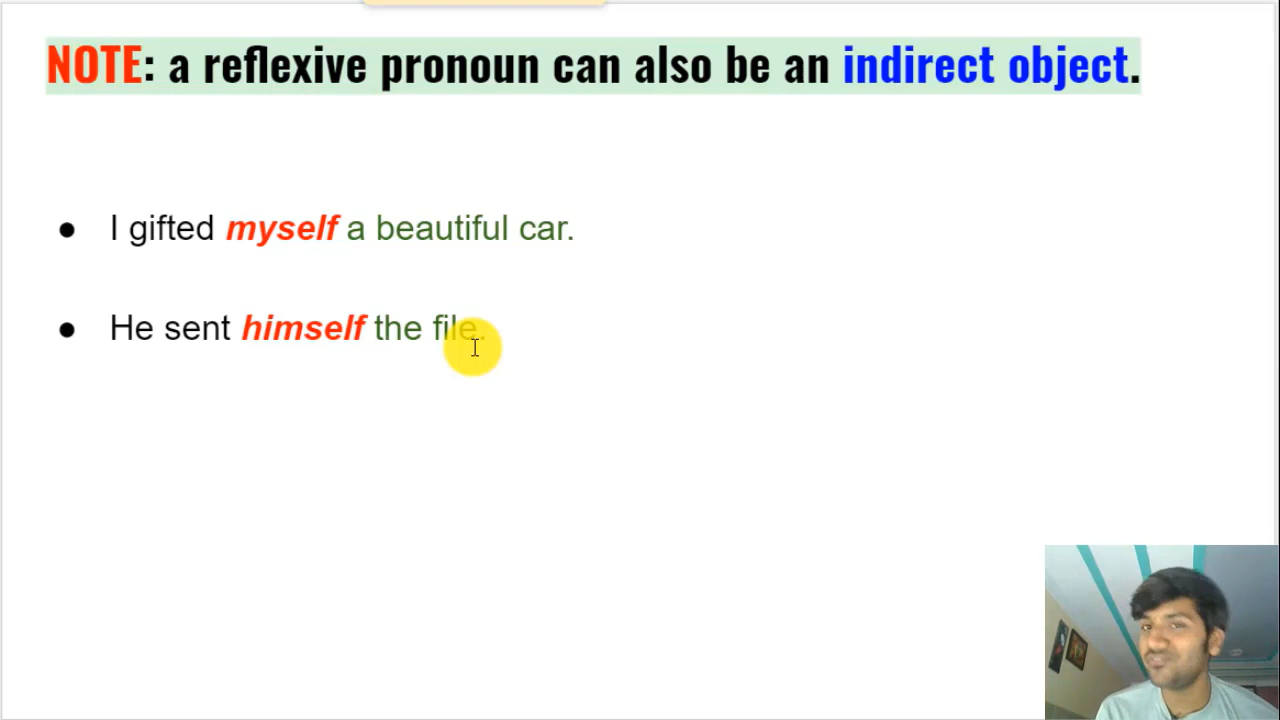 NOTE: a reflexive pronoun can also be an indirect object.
● I gifted myself a beautiful car.
● He sent himself the file.